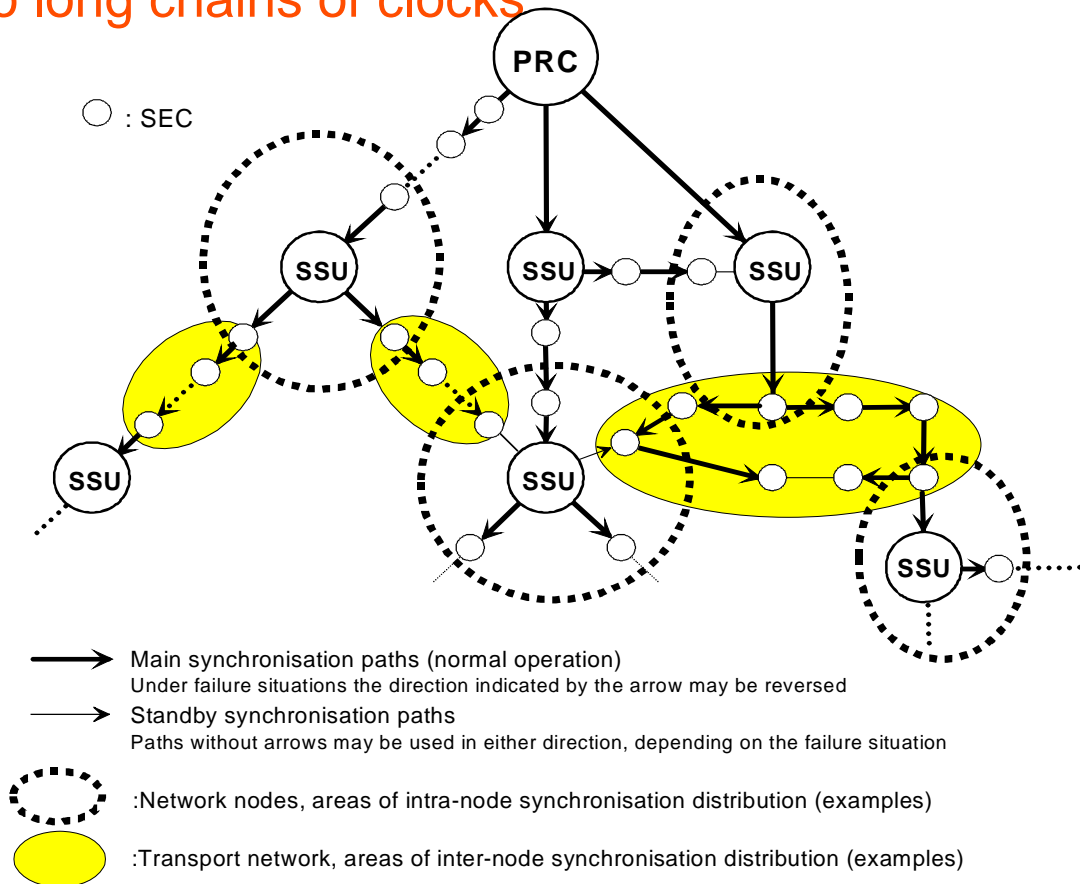 o long chains of clocks
PRC
: SEC
SSU
SSU
SSU
SSU
SSU
SSU
Main synchronisation paths (normal operation)
Under failure situations the direction indicated by the arrow may be reversed
Standby synchronisation paths
Paths without arrows may be used in either direction, depending on the failure situation
:Network nodes, areas of intra-node synchronisation distribution (examples)
:Transport network, areas of inter-node synchronisation distribution (examples)